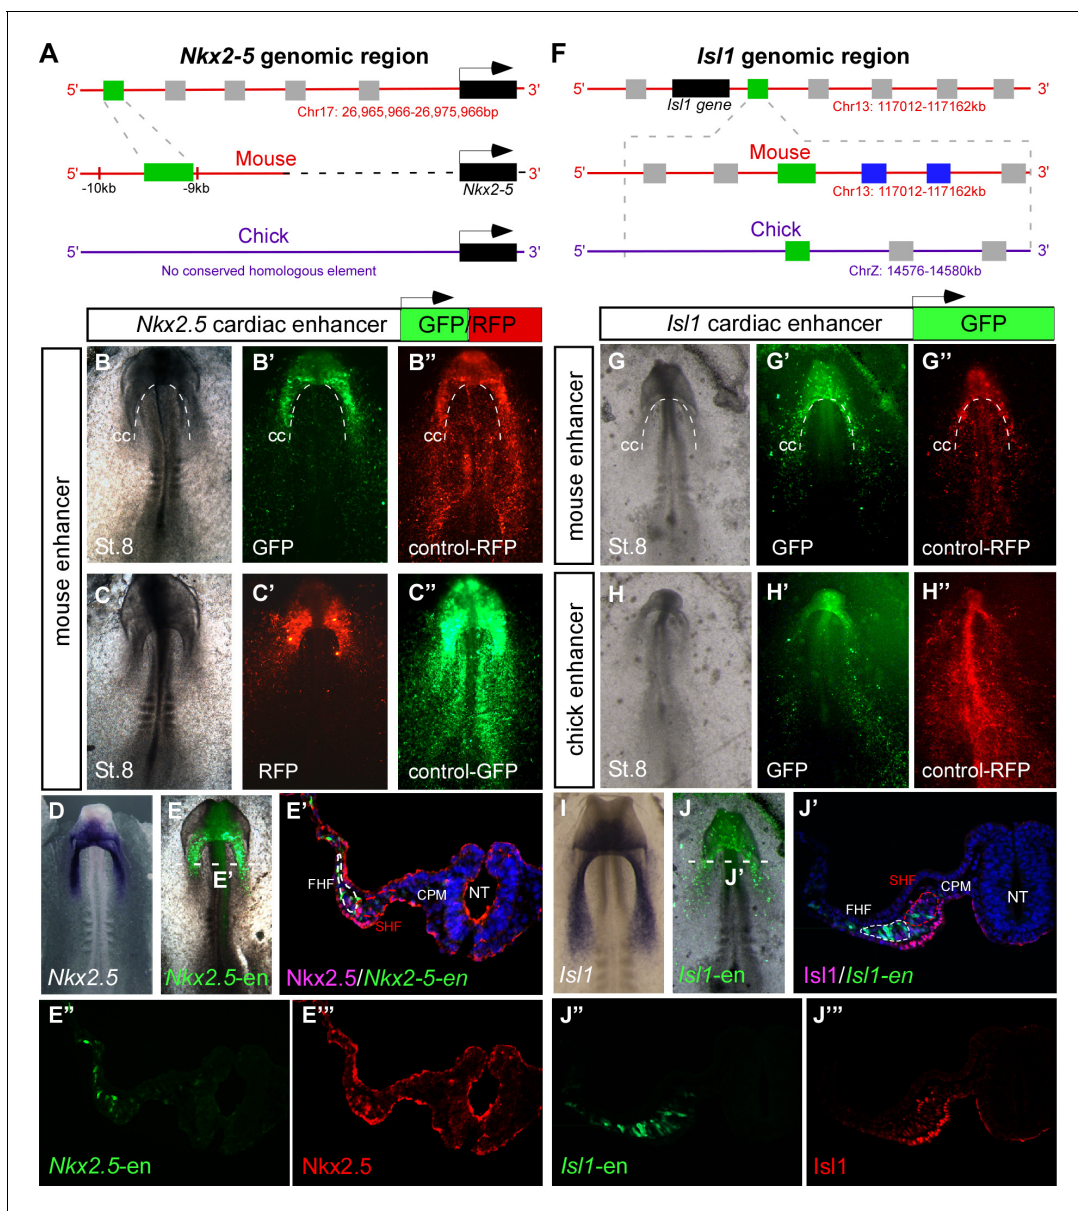 A
Nkx2-5 genomic region
5'
3'
Chr17: 26,965,966-26,975,966bp
Mouse
5'
3'
-10kb
-9kb
Nkx2-5
Chick
5'
3'
No conserved homologous element
F
Isl1 genomic region
5'
3'
Isl1 gene
Chr13: 117012-117162kb
Mouse
5'
3'
Chr13: 117012-117162kb
Chick
5'
3'
ChrZ: 14576-14580kb
Nkx2.5 cardiac enhancer
GFP/RFP
Isl1 cardiac enhancer
GFP
mouse enhancer
B
cc
St.8
B’
cc
GFP
B’’
cc
control-RFP
C
St.8
C’
RFP
C’’
control-GFP
mouse enhancer
G
cc
St.8
G’
cc
GFP
G’’
cc
control-RFP
chick enhancer
H
St.8
H’
GFP
H’’
control-RFP
D
Nkx2.5
E
E’
Nkx2.5-en
E’
FHF
SHF
CPM
NT
Nkx2.5/Nkx2-5-en
I
Isl1
J
J’
Isl1-en
J’
SHF
CPM
FHF
NT
Isl1/Isl1-en
E’’
Nkx2.5-en
E’’’
Nkx2.5
J’’
Isl1-en
J’’’
Isl1